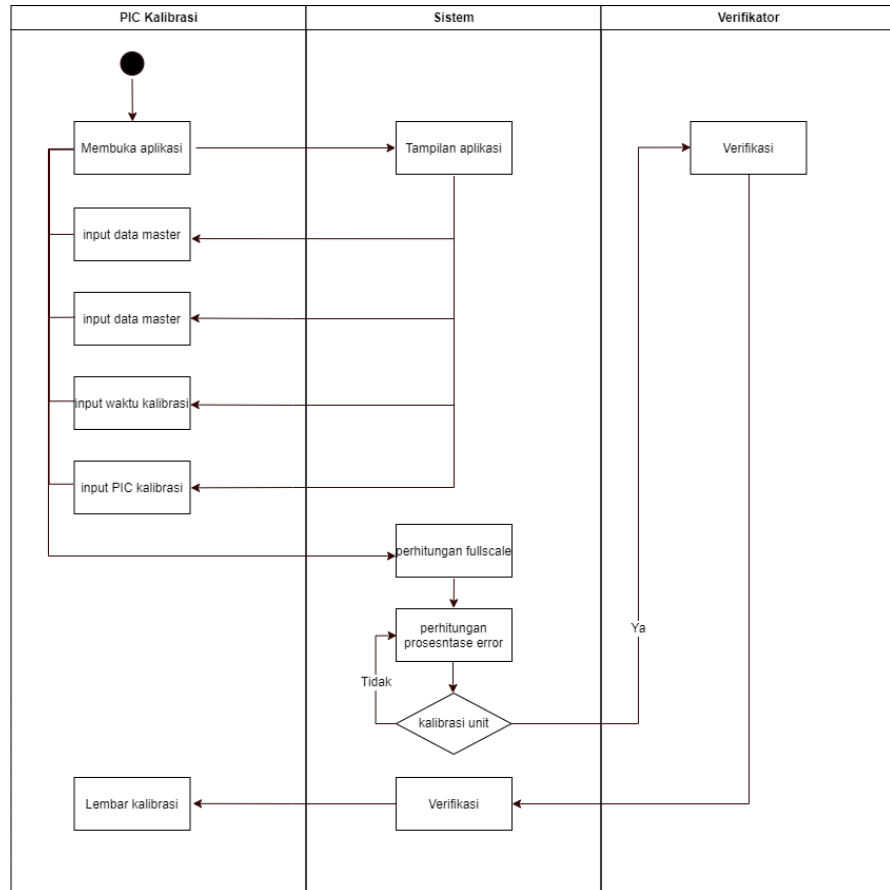 PIC Kalibrasi
Sistem
Verifikator
Membuka aplikasi
Tampilan aplikasi
Verifikasi
input data master
input data master
input waktu kalibrasi
input PIC kalibrasi
perhitungan fullscale
perhitungan
prosesntase error
Ya
Tidak
kalibrasi unit
Lembar kalibrasi
Verifikasi